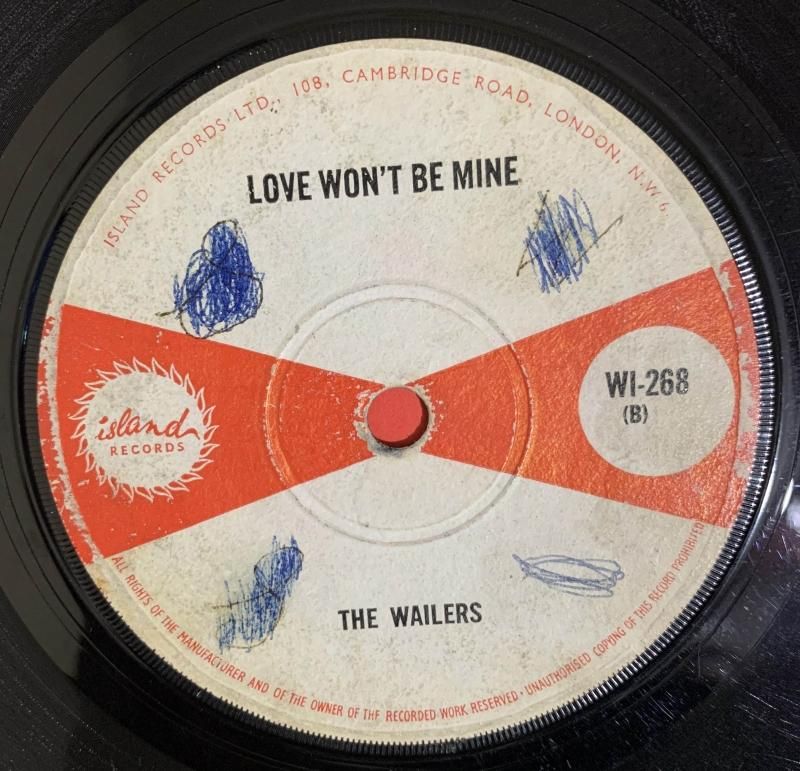 ISLAND RECORDS LTD., 108, CAMBRIDGE ROAD, LONDON, N.W 6
LOVE WON'T BE MINE
island
RECORDS
WI-268
(B)
THE WAILERS
ALL RIGHTS OF THE MANUFACTURER AND OF THE OWNER OF THE RECORDED WORK RESERVED · UNAUTHORISED COPYING OF THIS RECORD PROHIBITED